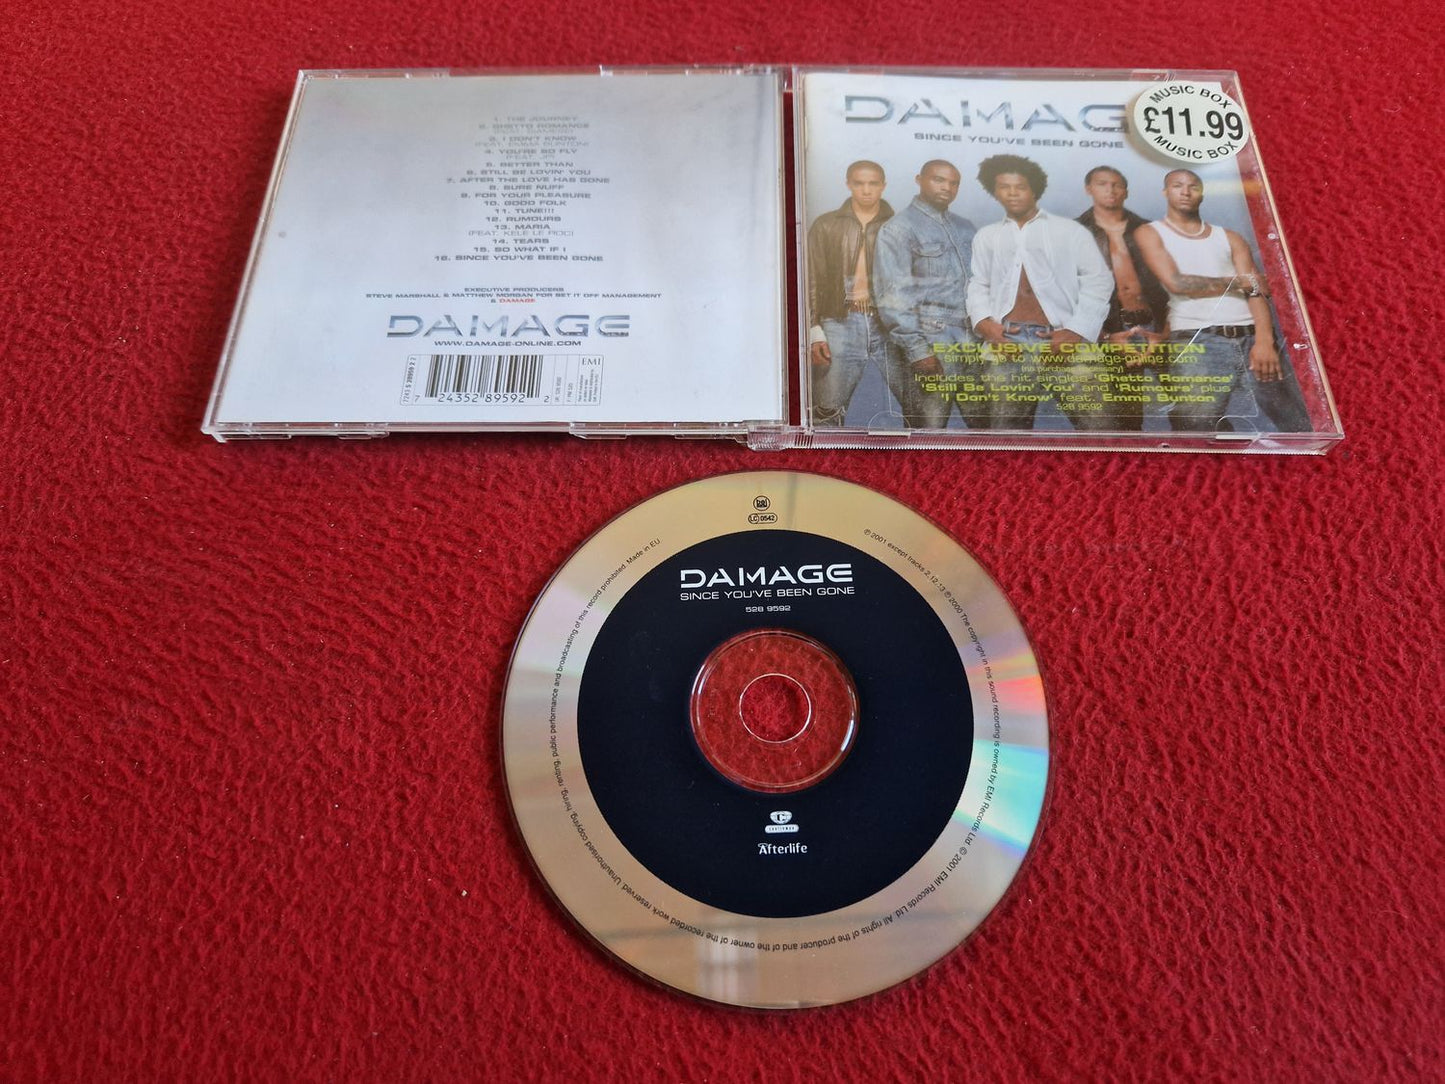 1. THE JOURNEY
2. GHETTO ROMANCE
3. I DON'T KNOW
(FEAT. EMMA BUNTON)
4. YOU'RE SO FLY
5. BETTER THAN
6. STILL BE LOVIN' YOU
7. AFTER THE LOVE HAS GONE
8. SURE NUFF
9. FOR YOUR PLEASURE
10. GOOD FOLK
11. TUNE!!!
12. RUMOURS
13. MARIA
(FEAT. KELE LE ROC)
14. TEARS
15. SO WHAT IF I
16. SINCE YOU'VE BEEN GONE
EXECUTIVE PRODUCERS
STEVE MARSHALL & MATTHEW MORGAN FOR SET IT OFF MANAGEMENT
& DAMAGE
DAMAGE
WWW.DAMAGE-ONLINE.COM
EMI
7 24352 89592 2
DAMAG
SINCE YOU'VE BEEN GONE
MUSIC BOX
£11.99
MUSIC BOX
EXCLUSIVE COMPETITION
simply go to www.damage-online.com
(no purchase necessary)
Includes the hit singles 'Ghetto Romance'
'Still Be Lovin' You' and 'Rumours' plus
'I Don't Know' feat. Emma Bunton
528 9592
LC 0542
DAMAGE
SINCE YOU'VE BEEN GONE
528 9592
Afterlife
℗ 2001 except tracks 2,12,13 ℗ 2000 The copyright in this sound recording is owned by EMI Records Ltd © 2001 EMI Records Ltd. All rights of the producer and of the owner of the recorded work reserved. Unauthorised copying, hiring, renting, public performance and broadcasting of this record prohibited. Made in EU